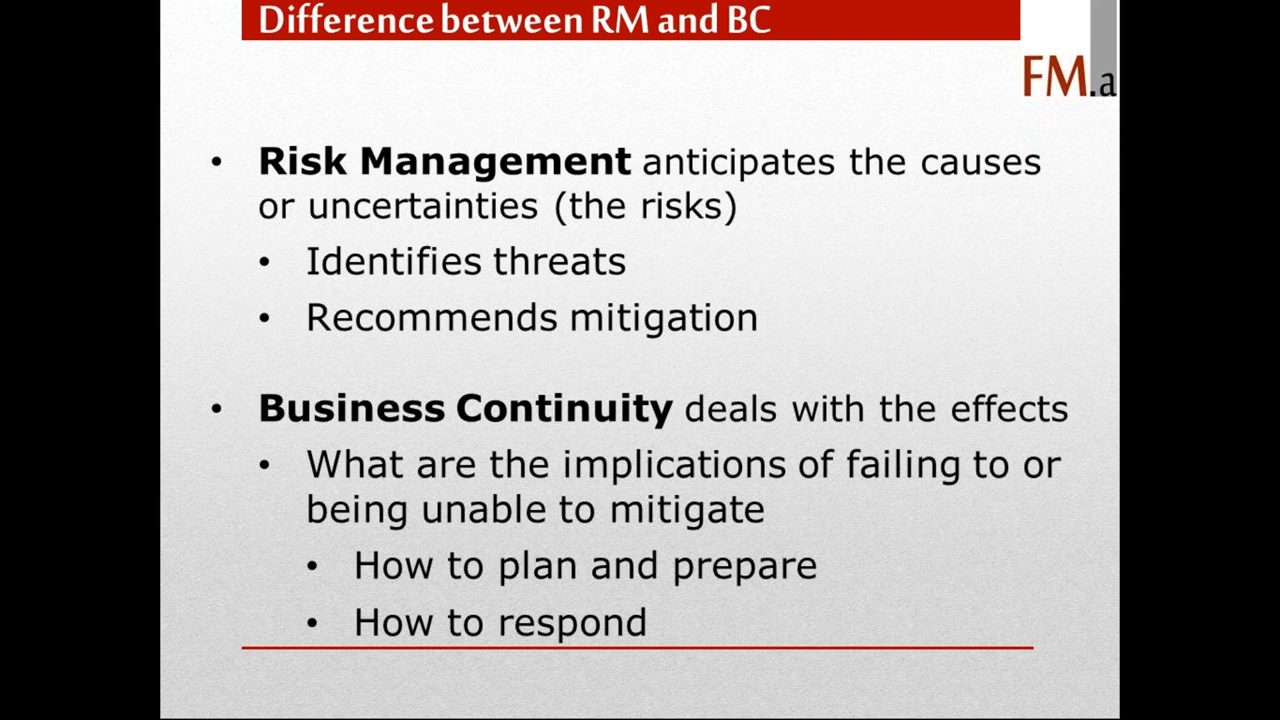 Difference between RM and BC
FM.a
• Risk Management anticipates the causes
or uncertainties (the risks)
• Identifies threats
• Recommends mitigation
• Business Continuity deals with the effects
• What are the implications of failing to or
being unable to mitigate
• How to plan and prepare
• How to respond